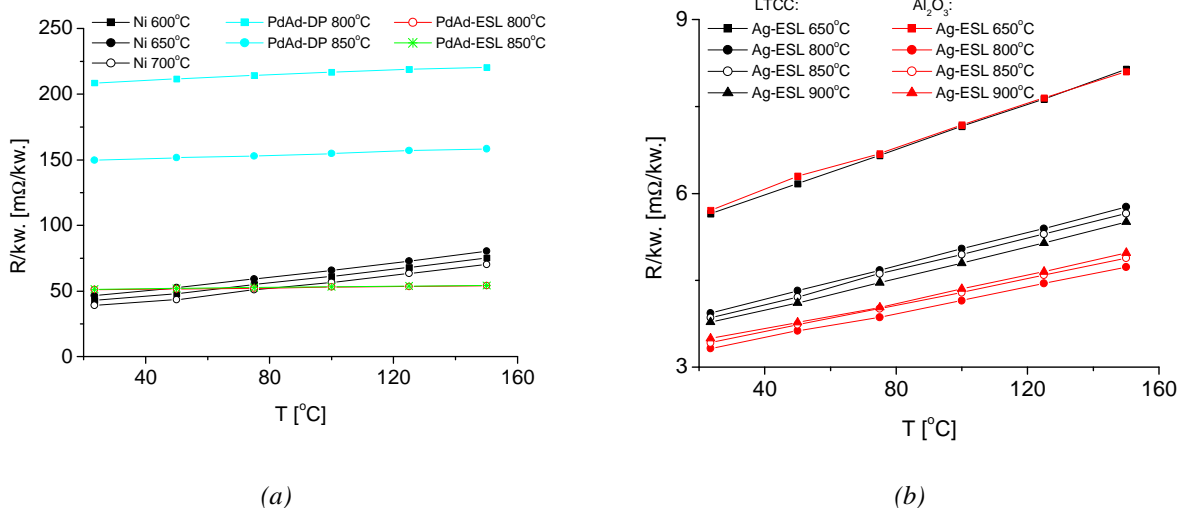 Ni 600°C PdAd-DP 800°C PdAd-ESL 800°C
Ni 650°C PdAd-DP 850°C PdAd-ESL 850°C
Ni 700°C
R/kw. [mΩ/kw.]
250
200
150
100
50
0
40 80 120 160
T [°C]
(a)
LTCC: Al₂O₃:
Ag-ESL 650°C Ag-ESL 650°C
Ag-ESL 800°C Ag-ESL 800°C
Ag-ESL 850°C Ag-ESL 850°C
Ag-ESL 900°C Ag-ESL 900°C
R/kw. [mΩ/kw.]
9
6
3
40 80 120 160
T [°C]
(b)